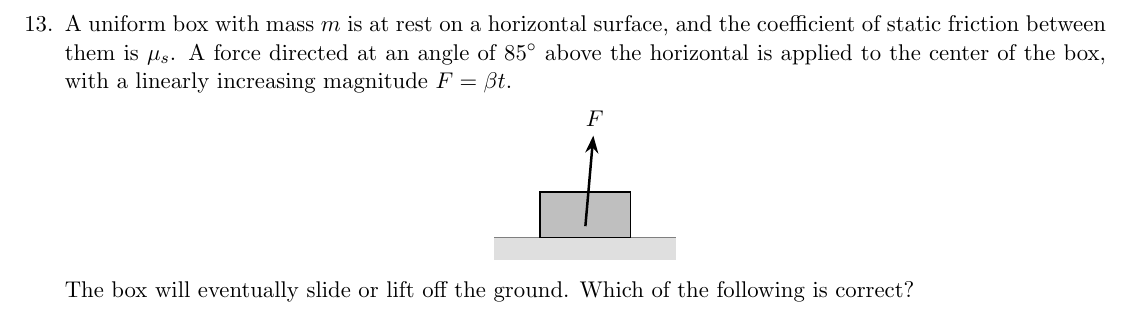 13. A uniform box with mass m is at rest on a horizontal surface, and the coefficient of static friction between
them is μₛ. A force directed at an angle of 85° above the horizontal is applied to the center of the box,
with a linearly increasing magnitude F = βt.
F
The box will eventually slide or lift off the ground. Which of the following is correct?